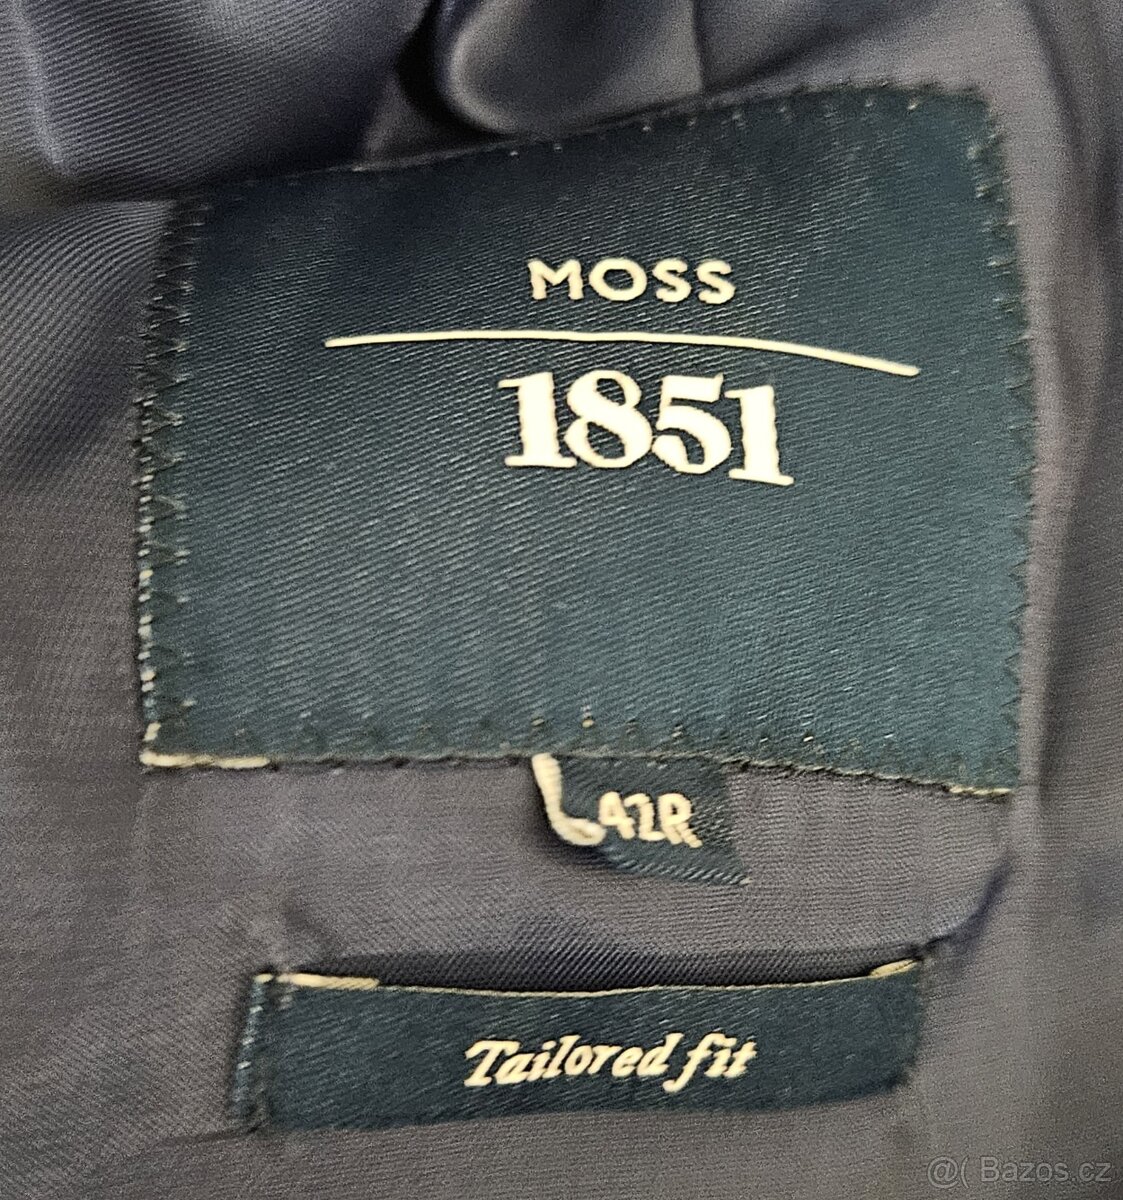 MOSS
1851
42R
Tailored fit
@( Bazos.cz